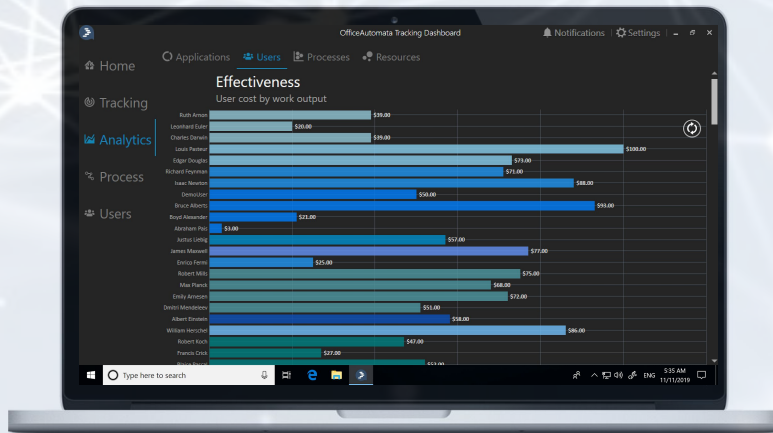 OfficeAutomata Tracking Dashboard
Notifications
Settings
Home
Applications
Users
Processes
Resources
Effectiveness
User cost by work output
Tracking
Analytics
Process
Users
Ruth Arnon $39.00
Leonhard Euler $20.00
Charles Darwin $39.00
Louis Pasteur $100.00
Edgar Douglas $73.00
Richard Feynman $71.00
Isaac Newton $88.00
DemoUser $50.00
Bruce Alberts $93.00
Boyd Alexander $21.00
Abraham Pais $3.00
Justus Liebig $57.00
James Maxwell $77.00
Enrico Fermi $25.00
Robert Mills $75.00
Max Planck $68.00
Emily Arnesen $72.00
Dmitri Mendeleev $51.00
Albert Einstein $58.00
William Herschel $86.00
Robert Koch $47.00
Francis Crick $27.00
Type here to search
ENG
5:35 AM
11/11/2019